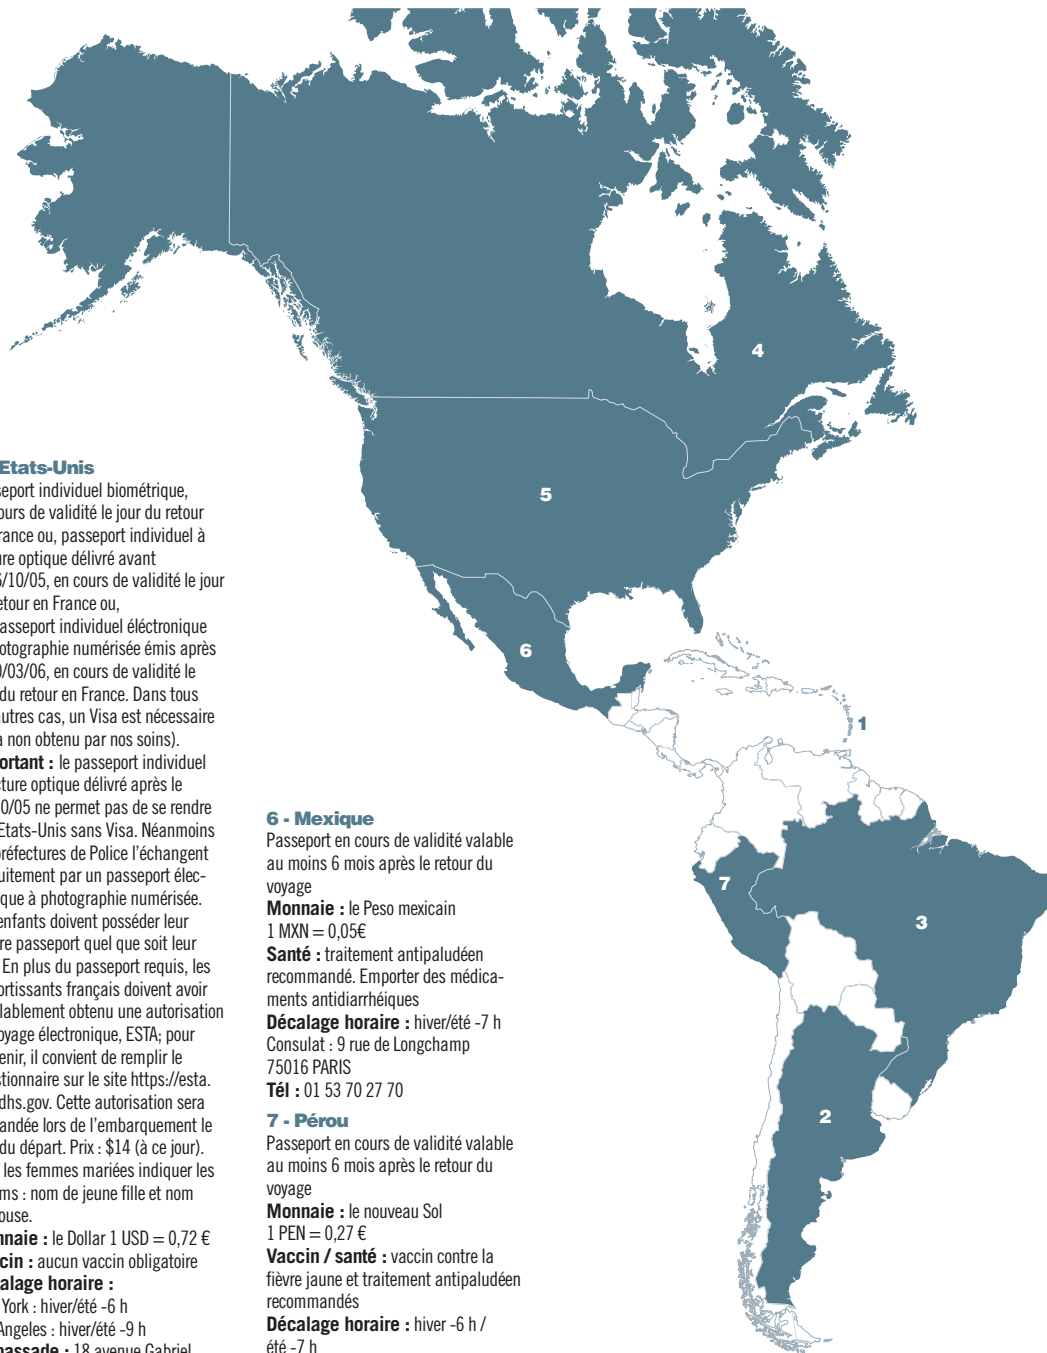 4
5
6
1
7
3
2
Etats-Unis
seport individuel biométrique,
ours de validité le jour du retour
rance ou, passeport individuel à
ure optique délivré avant
6/10/05, en cours de validité le jour
etour en France ou,
asseport individuel éléctronique
otographie numérisée émis après
0/03/06, en cours de validité le
du retour en France. Dans tous
autres cas, un Visa est nécessaire
a non obtenu par nos soins).
ortant : le passeport individuel
cture optique délivré après le
0/05 ne permet pas de se rendre
Etats-Unis sans Visa. Néanmoins
préfectures de Police l'échangent
uitement par un passeport élec-
que à photographie numérisée.
enfants doivent posséder leur
re passeport quel que soit leur
En plus du passeport requis, les
ortissants français doivent avoir
lablement obtenu une autorisation
oyage électronique, ESTA; pour
enir, il convient de remplir le
stionnaire sur le site https://esta.
dhs.gov. Cette autorisation sera
andée lors de l'embarquement le
du départ. Prix : $14 (à ce jour).
les femmes mariées indiquer les
ms : nom de jeune fille et nom
ouse.
nnaie : le Dollar 1 USD = 0,72 €
cin : aucun vaccin obligatoire
alage horaire :
York : hiver/été -6 h
Angeles : hiver/été -9 h
bassade : 18 avenue Gabriel
6 - Mexique
Passeport en cours de validité valable
au moins 6 mois après le retour du
voyage
Monnaie : le Peso mexicain
1 MXN = 0,05€
Santé : traitement antipaludéen
recommandé. Emporter des médica-
ments antidiarrhéiques
Décalage horaire : hiver/été -7 h
Consulat : 9 rue de Longchamp
75016 PARIS
Tél : 01 53 70 27 70
7 - Pérou
Passeport en cours de validité valable
au moins 6 mois après le retour du
voyage
Monnaie : le nouveau Sol
1 PEN = 0,27 €
Vaccin / santé : vaccin contre la
fièvre jaune et traitement antipaludéen
recommandés
Décalage horaire : hiver -6 h /
été -7 h